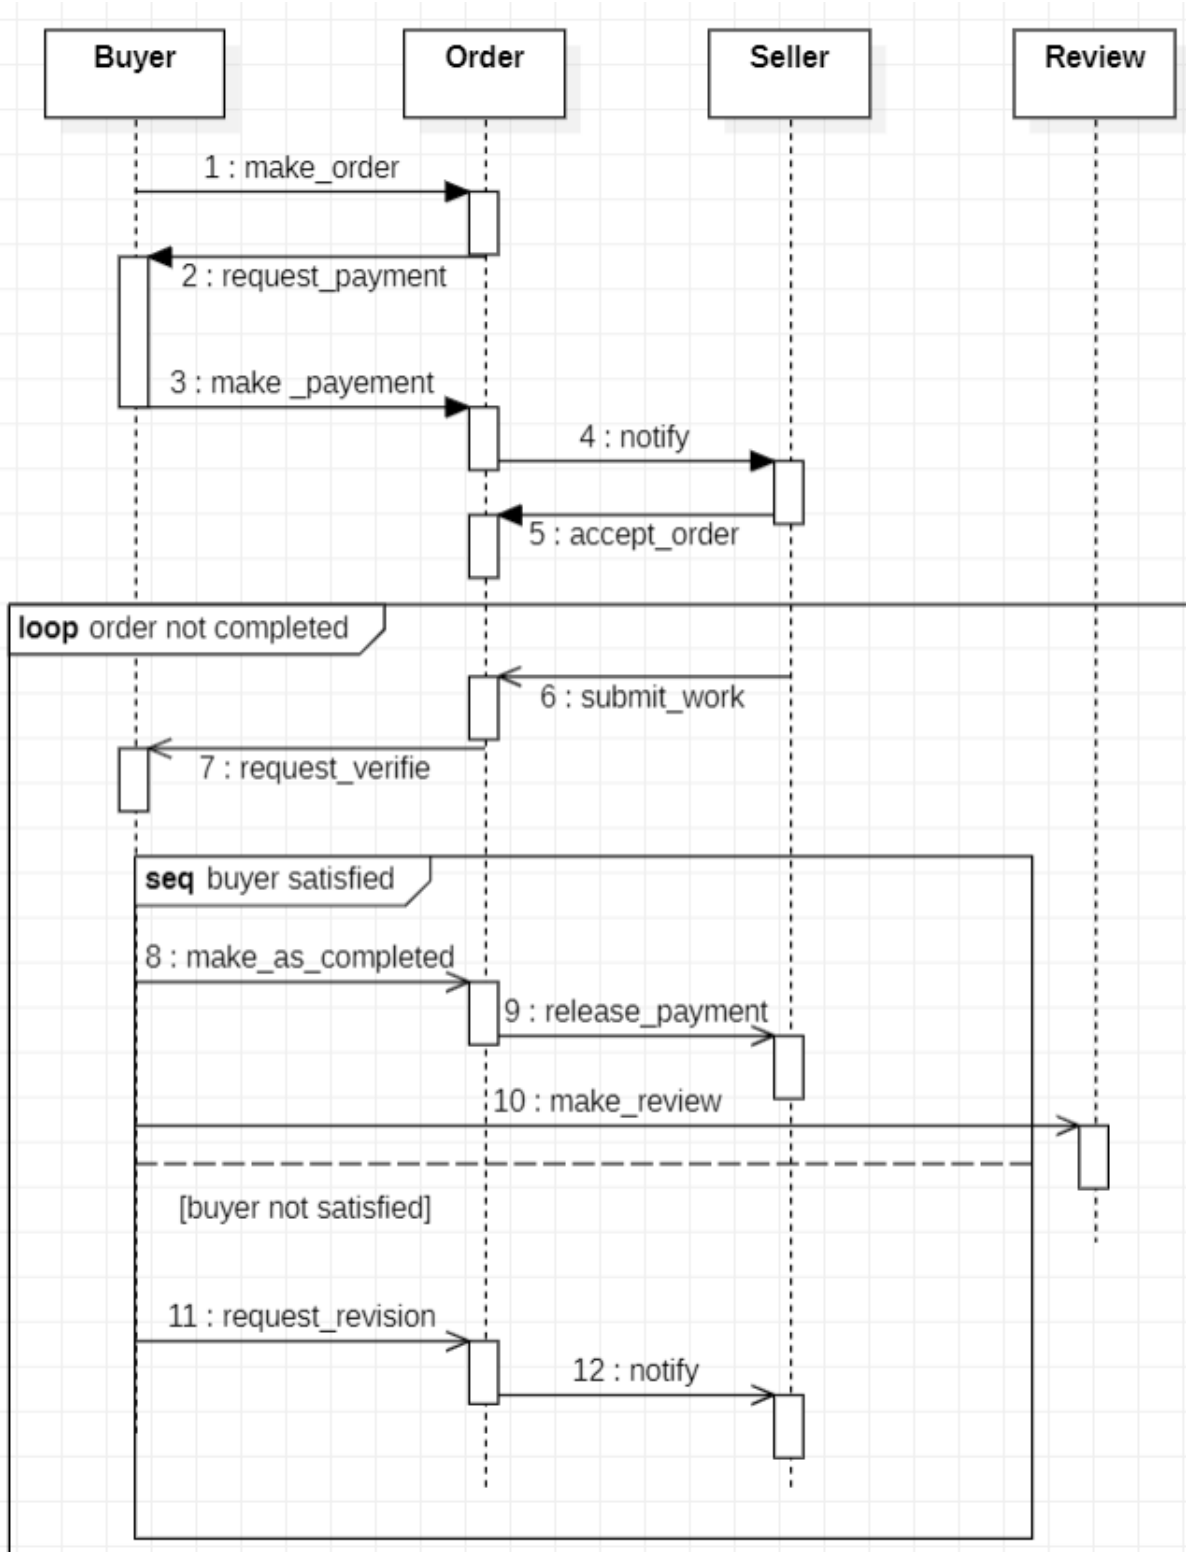 Buyer
Order
Seller
Review
1 : make_order
2 : request_payment
3 : make _payement
4 : notify
5 : accept_order
loop order not completed
6 : submit_work
7 : request_verifie
seq buyer satisfied
8 : make_as_completed
9 : release_payment
10 : make_review
[buyer not satisfied]
11 : request_revision
12 : notify